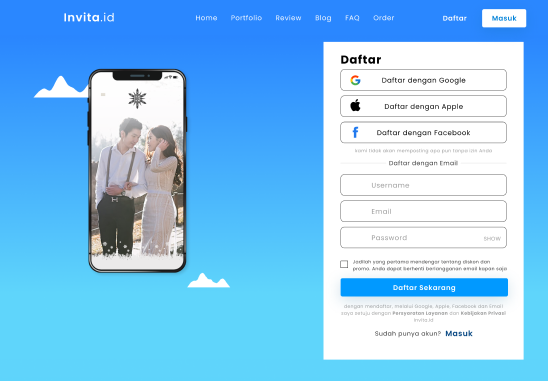 Invita.id
Home Portfolio Review Blog FAQ Order
Daftar Masuk
Daftar
Daftar dengan Google
Daftar dengan Apple
Daftar dengan Facebook
kami tidak akan memposting apa pun tanpa izin Anda
Daftar dengan Email
Username
Email
Password SHOW
Jadilah yang pertama mendengar tentang diskon dan
promo. Anda dapat berhenti berlangganan email kapan saja
Daftar Sekarang
dengan mendaftar, melalui Google, Apple, Facebook dan Email
saya setuju dengan Persyaratan Layanan dan Kebijakan Privasi
Invita.id
Sudah punya akun? Masuk